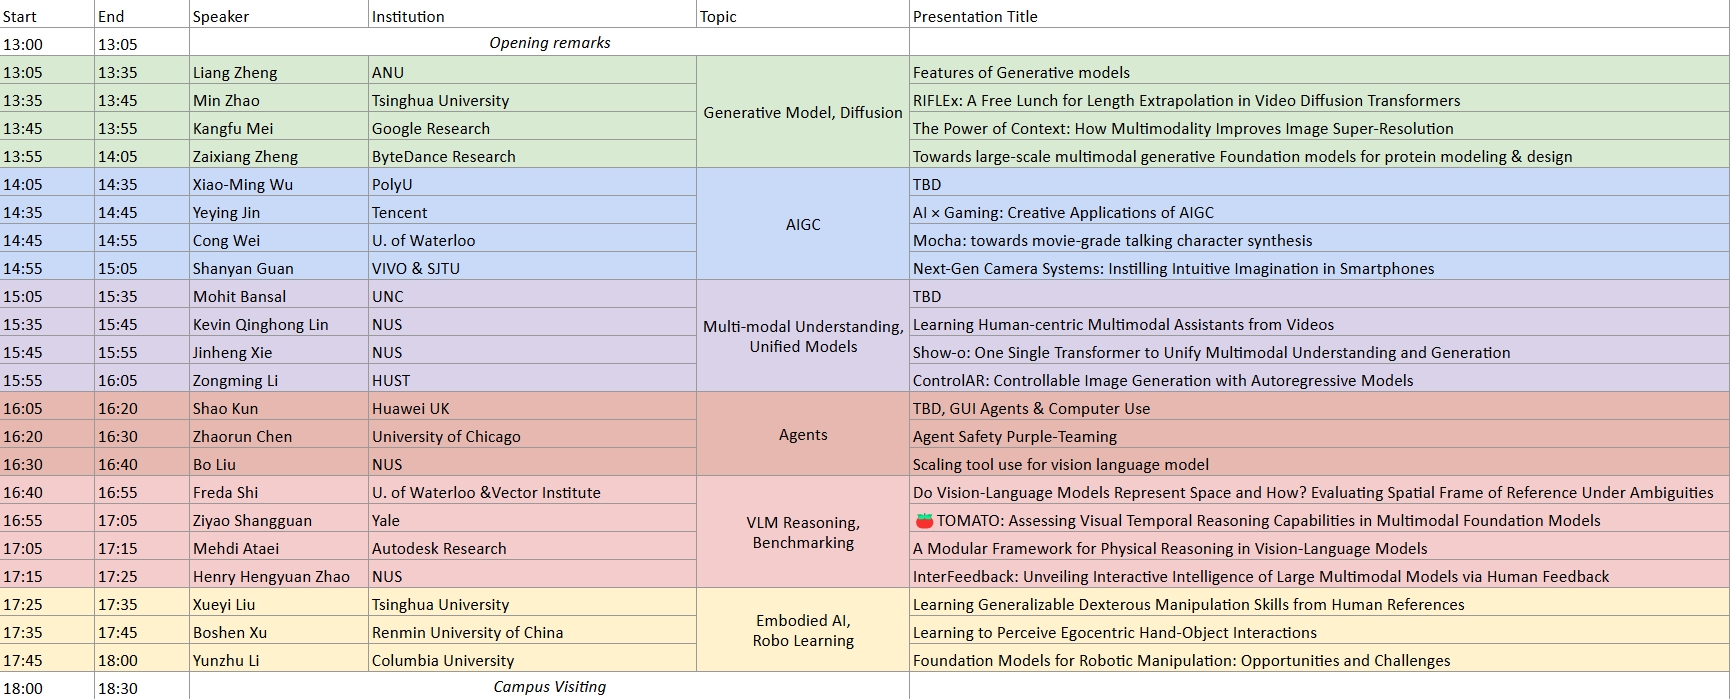 Start End Speaker Institution Topic Presentation Title
13:00 13:05 Opening remarks
13:05 13:35 Liang Zheng ANU Features of Generative models
13:35 13:45 Min Zhao Tsinghua University RIFLEx: A Free Lunch for Length Extrapolation in Video Diffusion Transformers
Generative Model, Diffusion
13:45 13:55 Kangfu Mei Google Research The Power of Context: How Multimodality Improves Image Super-Resolution
13:55 14:05 Zaixiang Zheng ByteDance Research Towards large-scale multimodal generative Foundation models for protein modeling & design
14:05 14:35 Xiao-Ming Wu PolyU TBD
14:35 14:45 Yeying Jin Tencent AI × Gaming: Creative Applications of AIGC
AIGC
14:45 14:55 Cong Wei U. of Waterloo Mocha: towards movie-grade talking character synthesis
14:55 15:05 Shanyan Guan VIVO & SJTU Next-Gen Camera Systems: Instilling Intuitive Imagination in Smartphones
15:05 15:35 Mohit Bansal UNC TBD
15:35 15:45 Kevin Qinghong Lin NUS Learning Human-centric Multimodal Assistants from Videos
Multi-modal Understanding,
Unified Models
15:45 15:55 Jinheng Xie NUS Show-o: One Single Transformer to Unify Multimodal Understanding and Generation
15:55 16:05 Zongming Li HUST ControlAR: Controllable Image Generation with Autoregressive Models
16:05 16:20 Shao Kun Huawei UK TBD, GUI Agents & Computer Use
16:20 16:30 Zhaorun Chen University of Chicago Agents Agent Safety Purple-Teaming
16:30 16:40 Bo Liu NUS Scaling tool use for vision language model
16:40 16:55 Freda Shi U. of Waterloo &Vector Institute Do Vision-Language Models Represent Space and How? Evaluating Spatial Frame of Reference Under Ambiguities
16:55 17:05 Ziyao Shangguan Yale 🍅 TOMATO: Assessing Visual Temporal Reasoning Capabilities in Multimodal Foundation Models
VLM Reasoning,
Benchmarking
17:05 17:15 Mehdi Ataei Autodesk Research A Modular Framework for Physical Reasoning in Vision-Language Models
17:15 17:25 Henry Hengyuan Zhao NUS InterFeedback: Unveiling Interactive Intelligence of Large Multimodal Models via Human Feedback
17:25 17:35 Xueyi Liu Tsinghua University Learning Generalizable Dexterous Manipulation Skills from Human References
Embodied AI,
Robo Learning
17:35 17:45 Boshen Xu Renmin University of China Learning to Perceive Egocentric Hand-Object Interactions
17:45 18:00 Yunzhu Li Columbia University Foundation Models for Robotic Manipulation: Opportunities and Challenges
18:00 18:30 Campus Visiting